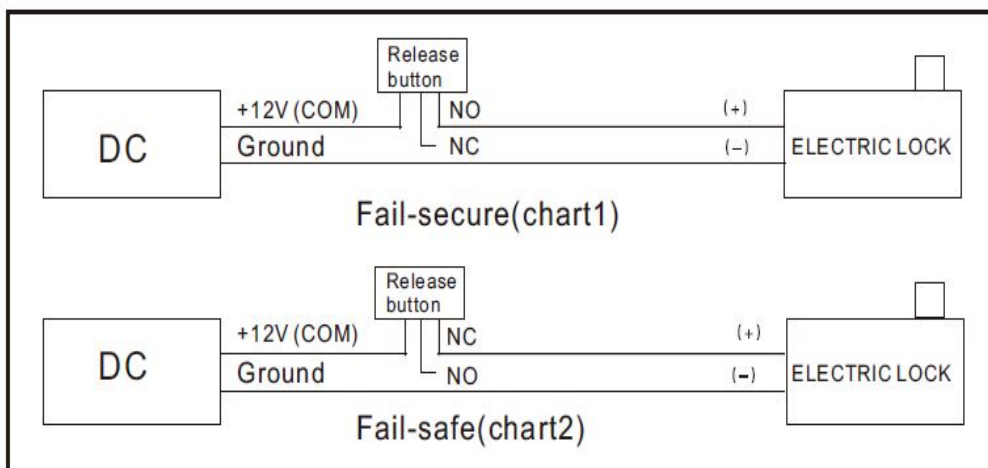 Release
button
+12V (COM) NO (+)
DC Ground NC (-) ELECTRIC LOCK
Fail-secure(chart1)
Release
button
+12V (COM) NC (+)
DC Ground NO (-) ELECTRIC LOCK
Fail-safe(chart2)